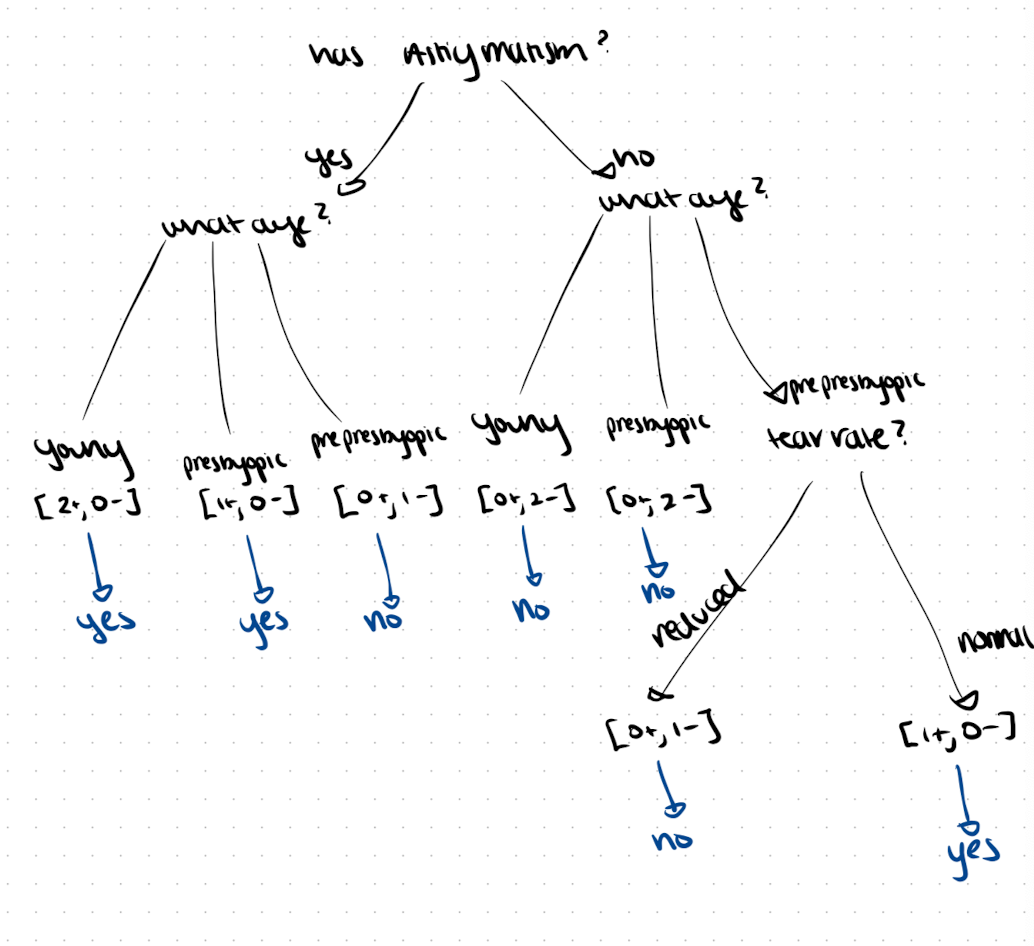 has Astigmatism?
yes
no
what age?
what age?
prepresbyopic
tear rate?
young
presbyopic
prepresbyopic
young
presbyopic
[2+, 0-]
[1+, 0-]
[0+, 1-]
[0+, 2-]
[0+, 2-]
yes
yes
no
no
no
reduced
normal
[0+, 1-]
[1+, 0-]
no
yes